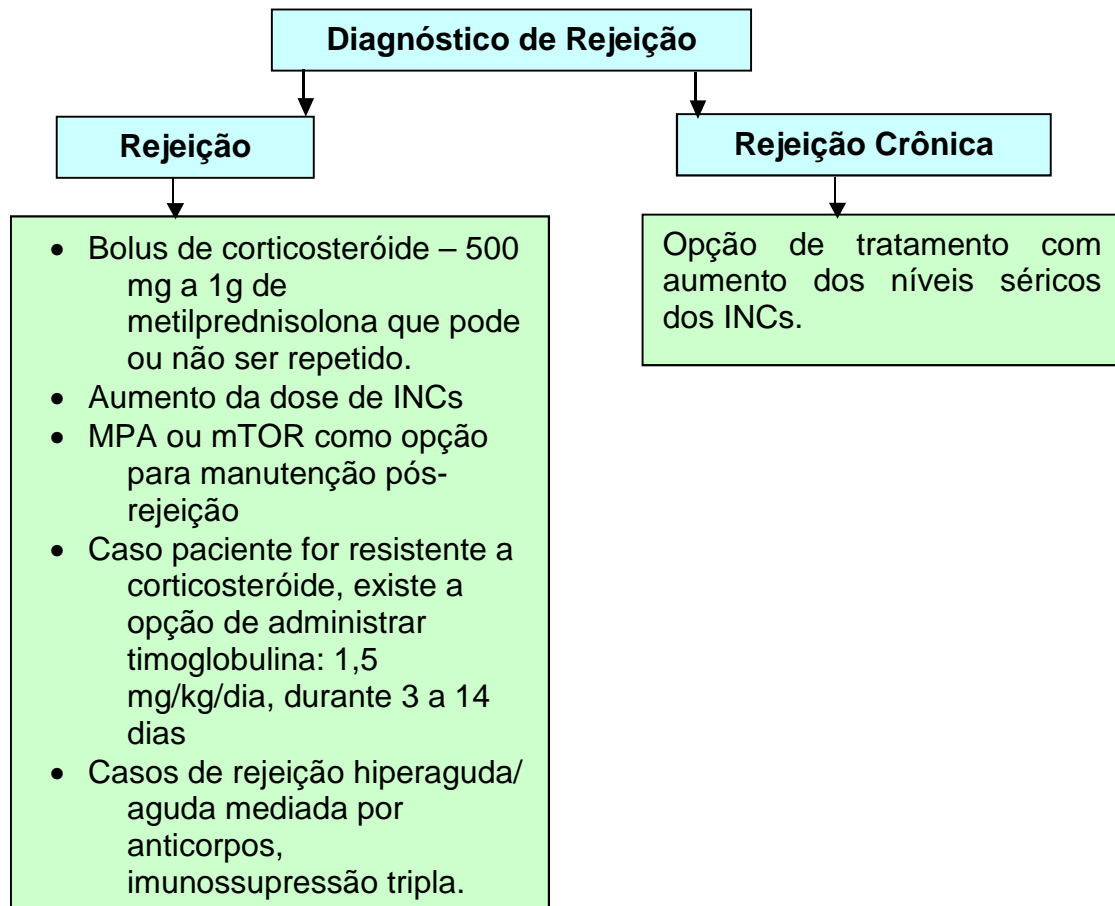 Diagnóstico de Rejeição
Rejeição
Rejeição Crônica
• Bolus de corticosteróide – 500
mg a 1g de
metilprednisolona que pode
ou não ser repetido.
• Aumento da dose de INCs
• MPA ou mTOR como opção
para manutenção pós-
rejeição
• Caso paciente for resistente a
corticosteróide, existe a
opção de administrar
timoglobulina: 1,5
mg/kg/dia, durante 3 a 14
dias
• Casos de rejeição hiperaguda/
aguda mediada por
anticorpos,
imunossupressão tripla.
Opção de tratamento com
aumento dos níveis séricos
dos INCs.